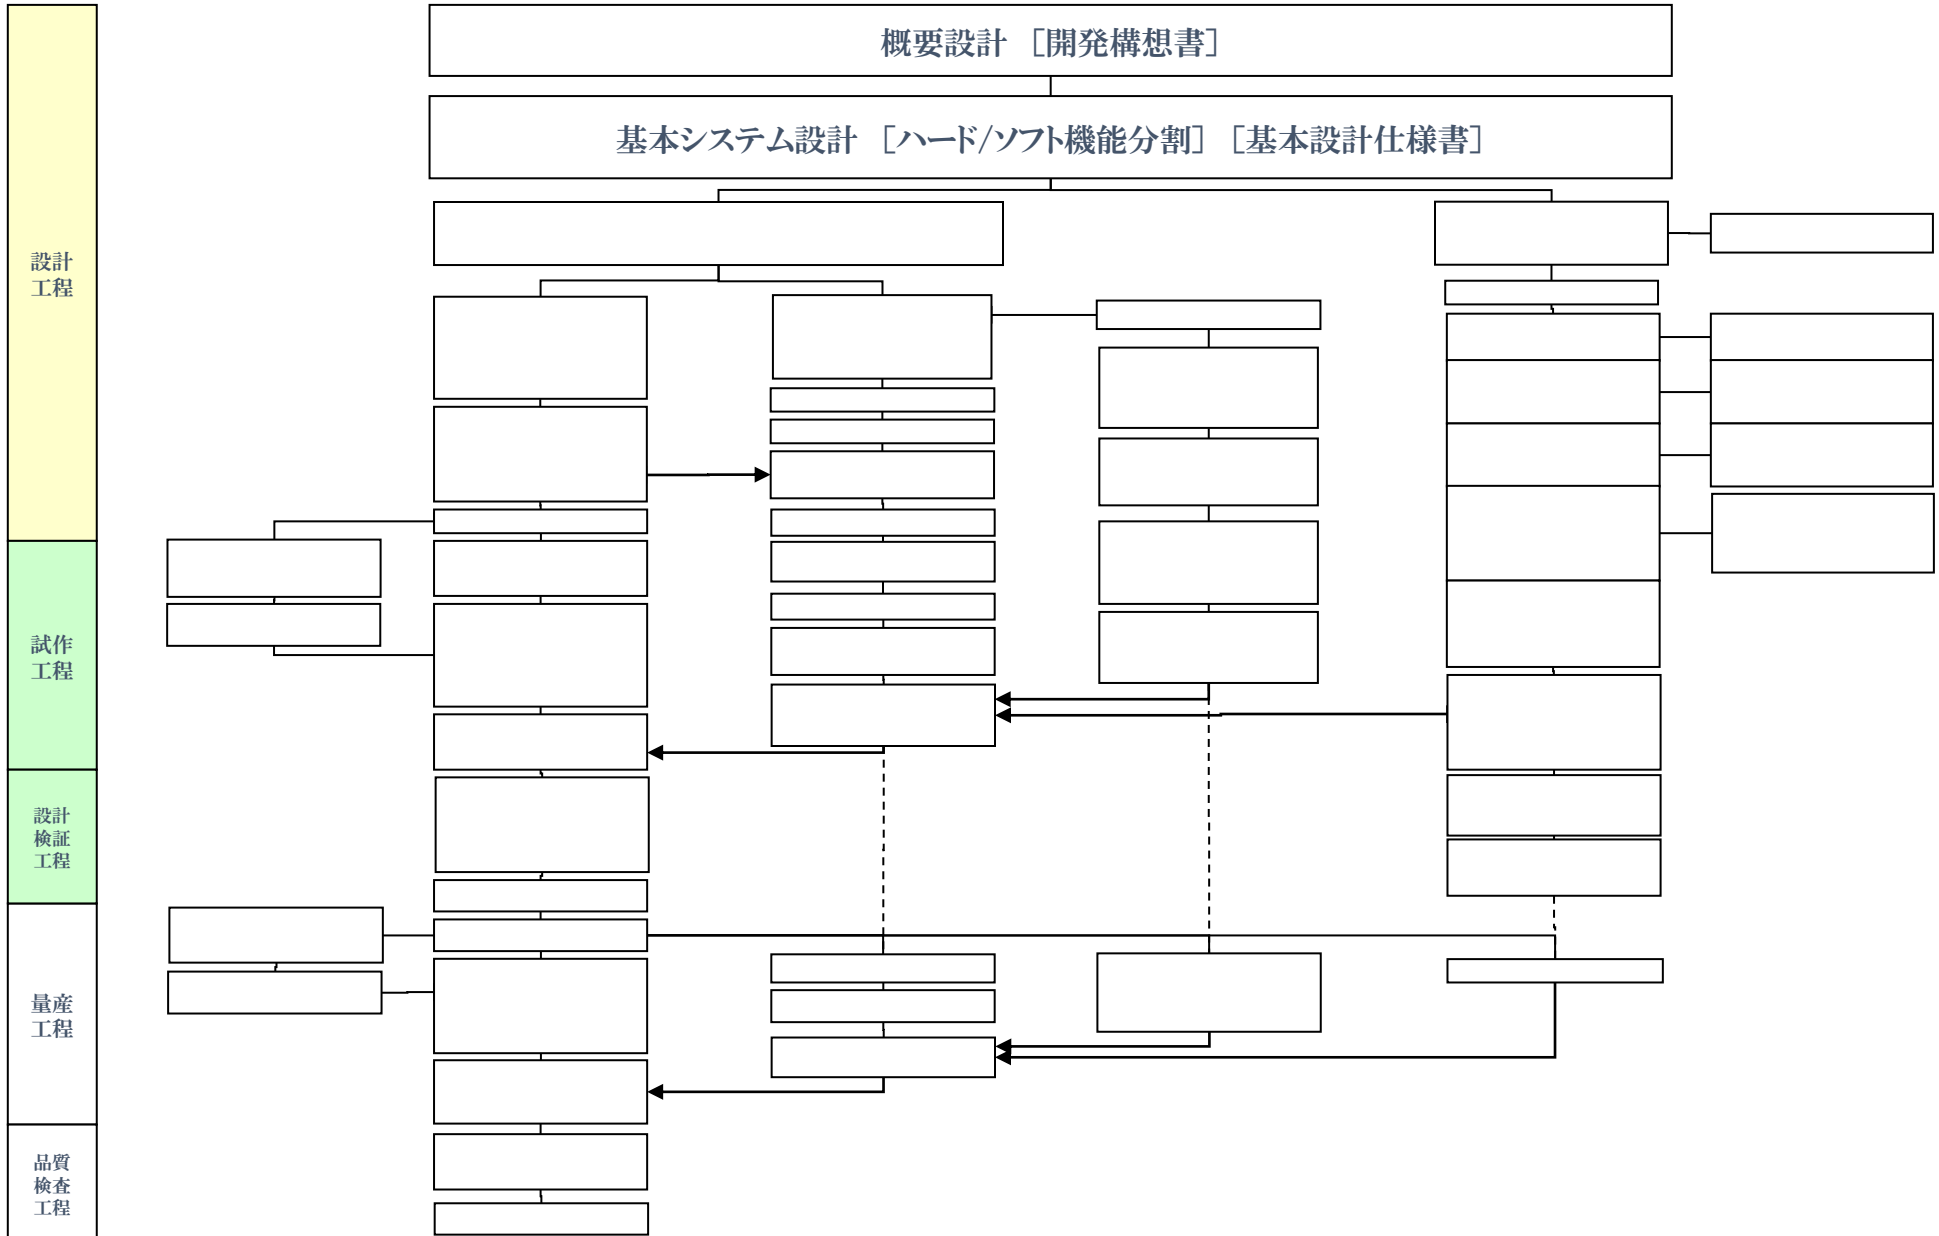 概要設計 ［開発構想書］
基本システム設計 ［ハード/ソフト機能分割］［基本設計仕様書］
設計
工程
試作
工程
設計
検証
工程
量産
工程
品質
検査
工程